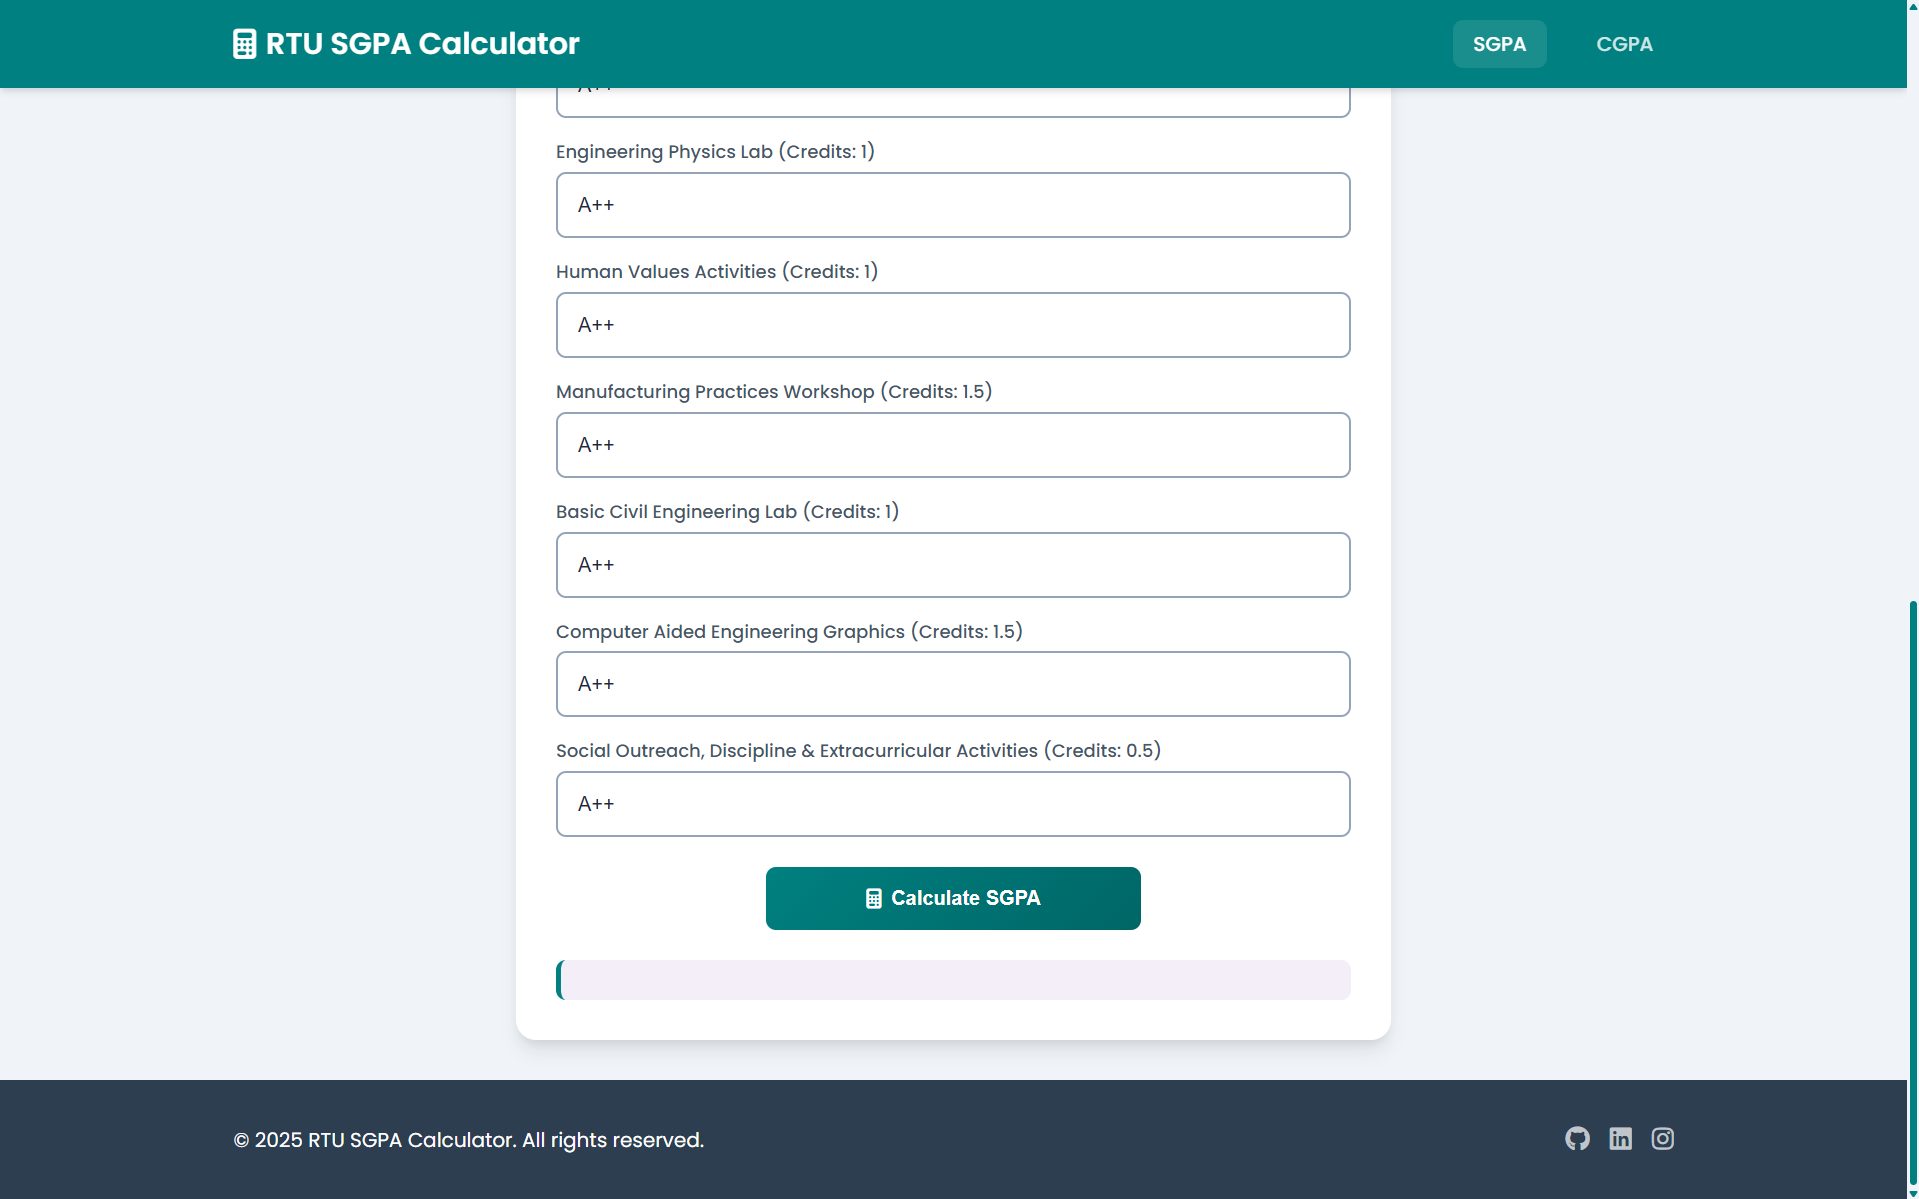 RTU SGPA Calculator
SGPA
CGPA
Engineering Physics Lab (Credits: 1)
A++
Human Values Activities (Credits: 1)
A++
Manufacturing Practices Workshop (Credits: 1.5)
A++
Basic Civil Engineering Lab (Credits: 1)
A++
Computer Aided Engineering Graphics (Credits: 1.5)
A++
Social Outreach, Discipline & Extracurricular Activities (Credits: 0.5)
A++
Calculate SGPA
© 2025 RTU SGPA Calculator. All rights reserved.